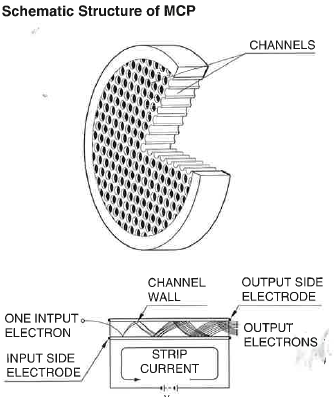 Schematic Structure of MCP
CHANNELS
CHANNEL
WALL
OUTPUT SIDE
ELECTRODE
ONE INTPUT
ELECTRON
OUTPUT
ELECTRONS
INPUT SIDE
ELECTRODE
STRIP
CURRENT